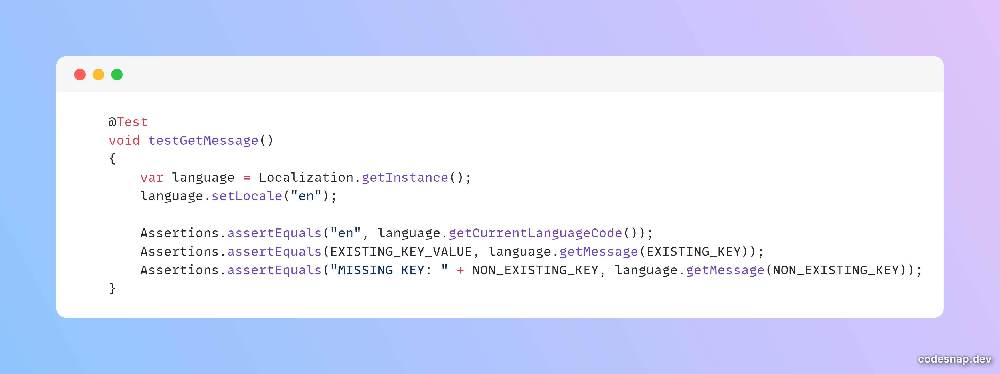 @Test
void testGetMessage()
{
    var language = Localization.getInstance();
    language.setLocale("en");

    Assertions.assertEquals("en", language.getCurrentLanguageCode());
    Assertions.assertEquals(EXISTING_KEY_VALUE, language.getMessage(EXISTING_KEY));
    Assertions.assertEquals("MISSING KEY: " + NON_EXISTING_KEY, language.getMessage(NON_EXISTING_KEY));
}
codesnap.dev